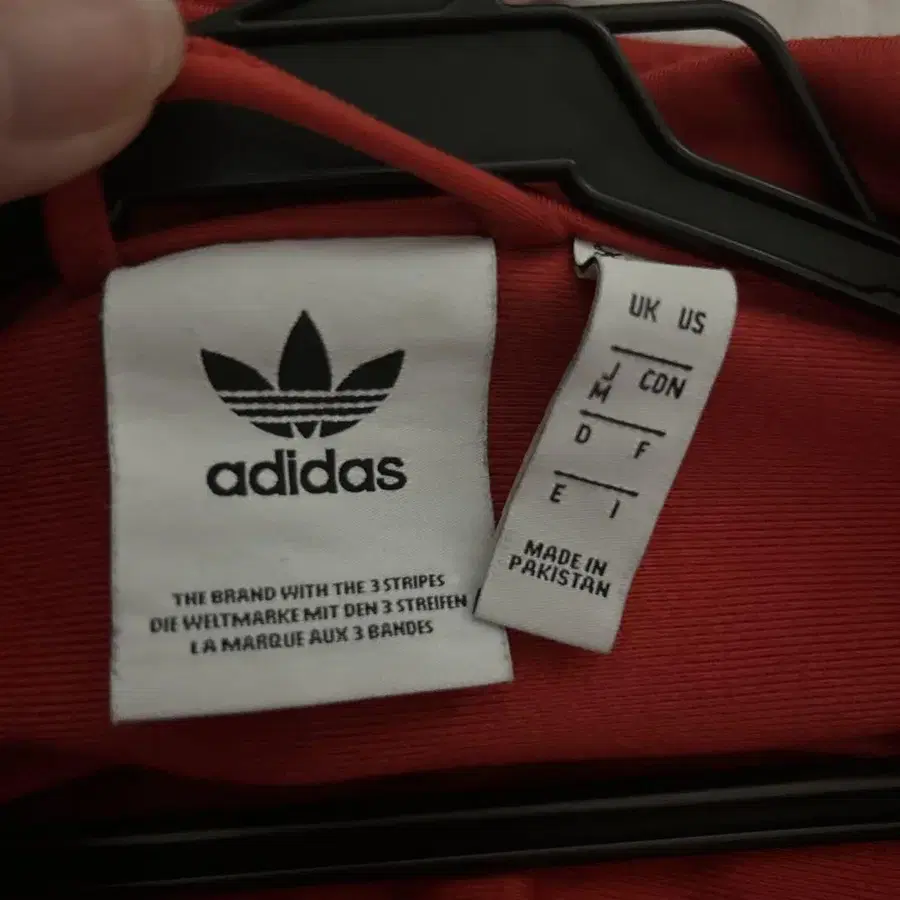 adidas
THE BRAND WITH THE 3 STRIPES
DIE WELTMARKE MIT DEN 3 STREIFEN
LA MARQUE AUX 3 BANDES
UK US
J CDN
M
D F
E I
MADE IN
PAKISTAN